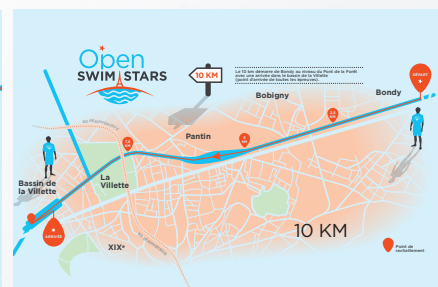 Open
SWIM STARS
10 KM
Le 10 km démarre de Bondy au niveau du Pont de la Forêt
avec une arrivée dans le bassin de la Villette
(point d'arrivée de toutes les épreuves).
DÉPART
Bobigny
Bondy
Pantin
Bassin de
la Villette
La
Villette
ARRIVÉE
XIXe
10 KM
Point de
ravitaillement